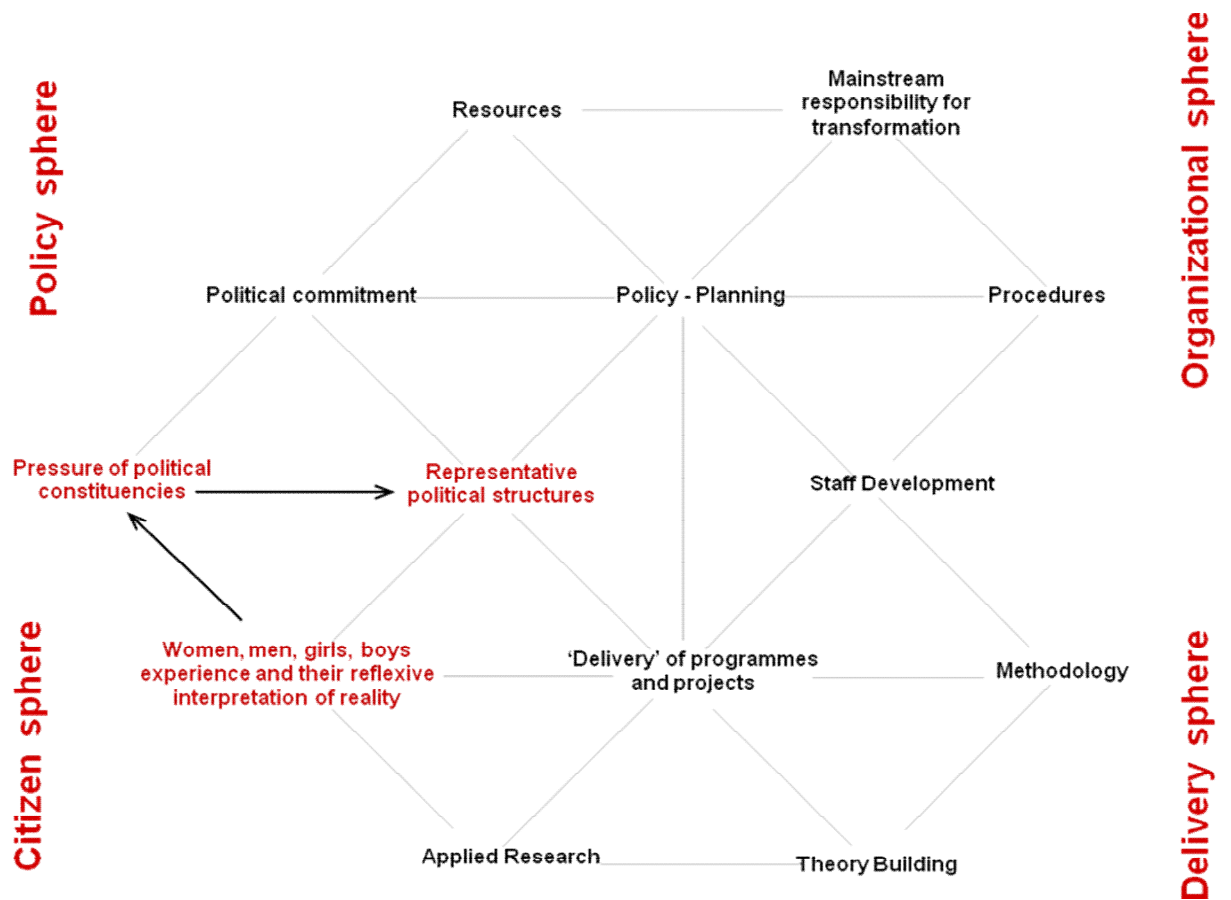 Policy sphere
Organizational sphere
Resources
Mainstream
responsibility for
transformation
Political commitment
Policy - Planning
Procedures
Pressure of political
constituencies
Representative
political structures
Staff Development
Citizen sphere
Delivery sphere
Women, men, girls, boys
experience and their reflexive
interpretation of reality
‘Delivery’ of programmes
and projects
Methodology
Applied Research
Theory Building